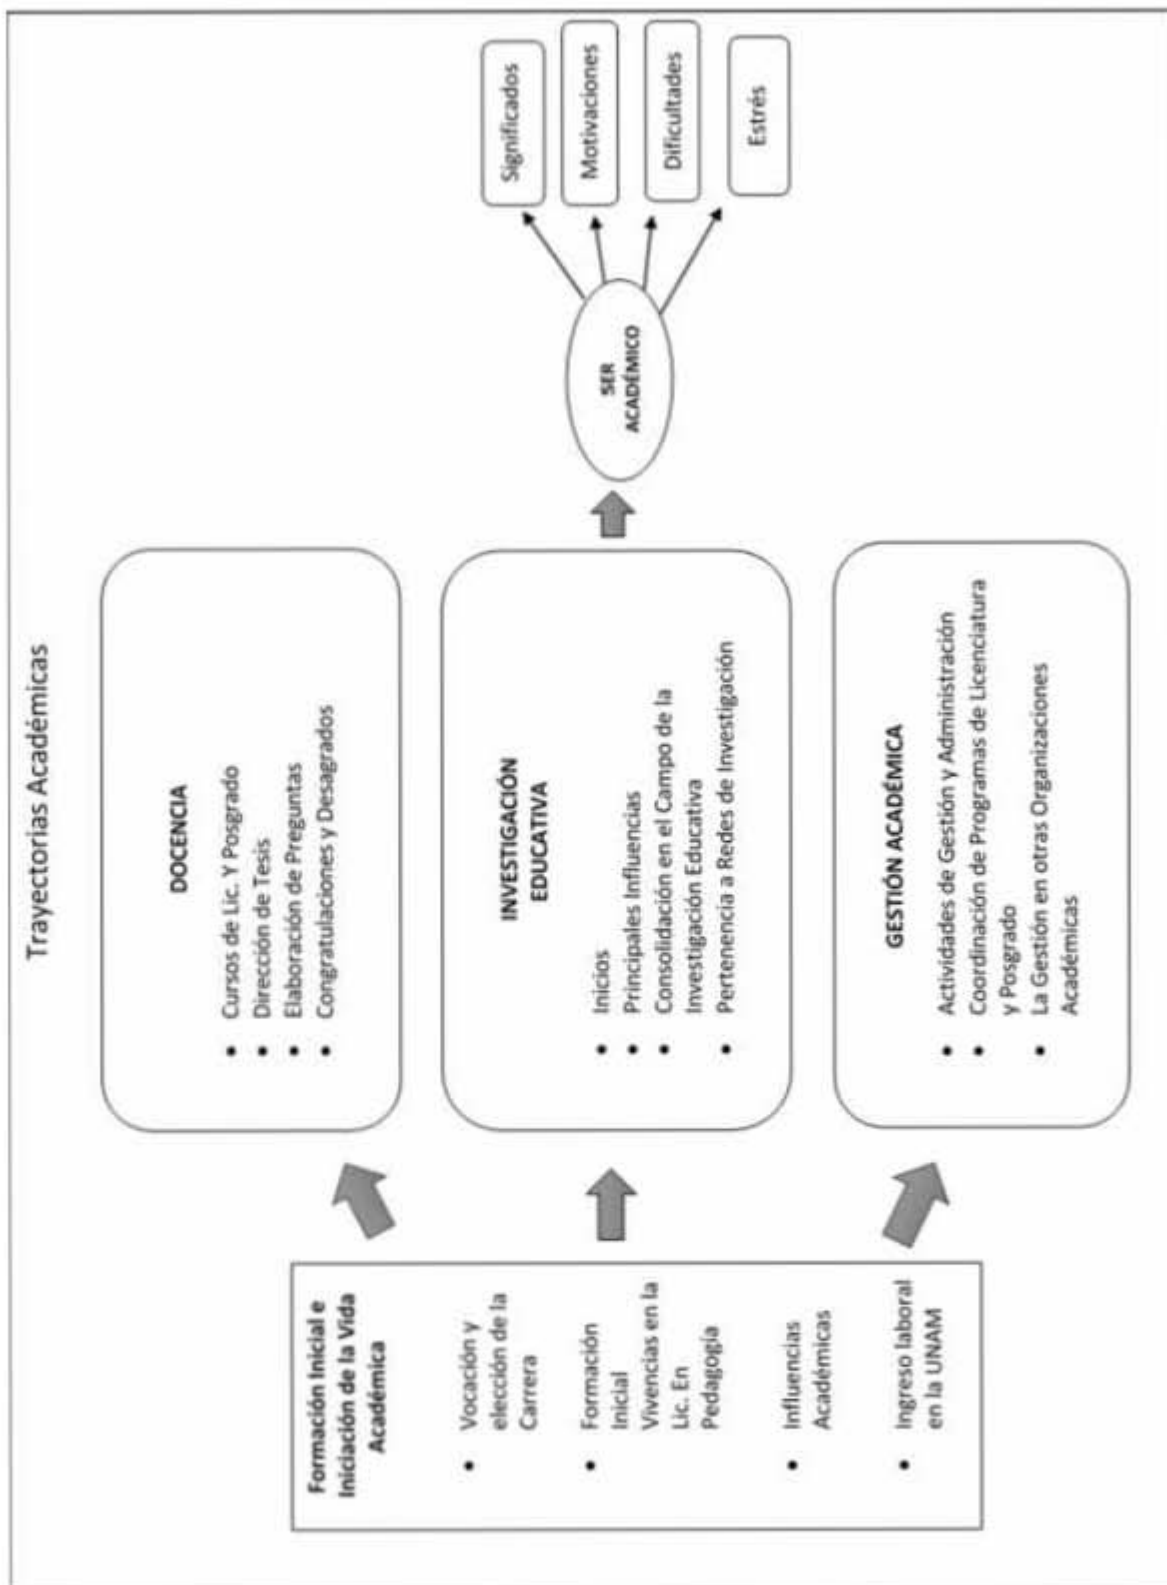 Trayectorias Académicas
Formación Inicial e
Iniciación de la Vida
Académica
• Vocación y
elección de la
Carrera
• Formación
Inicial
Vivencias en la
Lic. En
Pedagogía
• Influencias
Académicas
• Ingreso laboral
en la UNAM
DOCENCIA
• Cursos de Lic. Y Posgrado
• Dirección de Tesis
• Elaboración de Preguntas
• Congratulaciones y Desagrados
INVESTIGACIÓN
EDUCATIVA
• Inicios
• Principales Influencias
• Consolidación en el Campo de la
Investigación Educativa
• Pertenencia a Redes de Investigación
GESTIÓN ACADÉMICA
• Actividades de Gestión y Administración
• Coordinación de Programas de Licenciatura
y Posgrado
• La Gestión en otras Organizaciones
Académicas
SER
ACADÉMICO
Significados
Motivaciones
Dificultades
Estrés